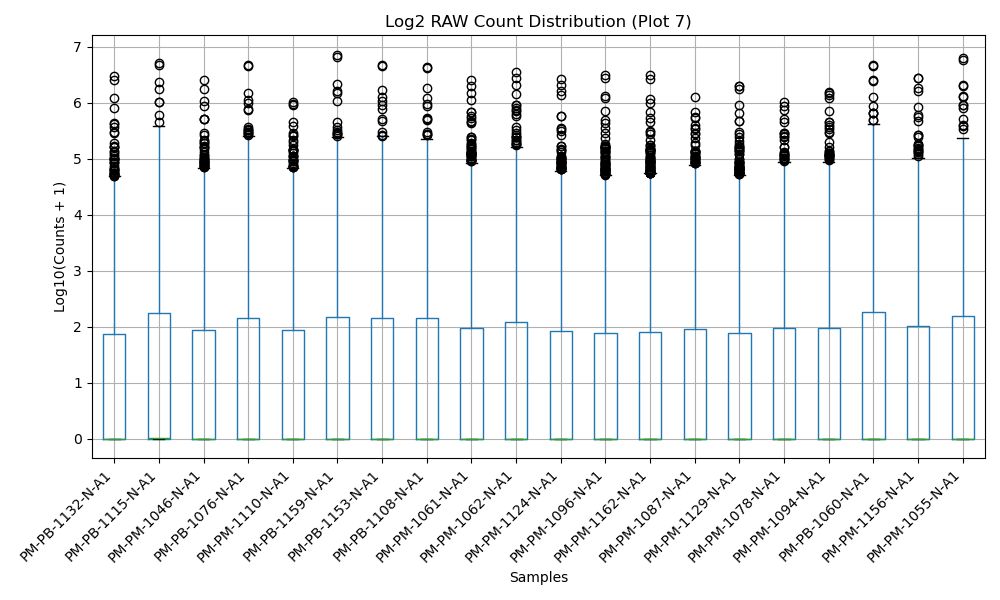 Log2 RAW Count Distribution (Plot 7)
Log10(Counts + 1)
7
6
5
4
3
2
1
0
PM-PB-1132-N-A1
PM-PB-1115-N-A1
PM-PM-1046-N-A1
PM-PB-1076-N-A1
PM-PM-1110-N-A1
PM-PB-1159-N-A1
PM-PB-1153-N-A1
PM-PB-1108-N-A1
PM-PM-1061-N-A1
PM-PM-1062-N-A1
PM-PM-1124-N-A1
PM-PM-1096-N-A1
PM-PM-1162-N-A1
PM-PM-1087-N-A1
PM-PM-1129-N-A1
PM-PM-1078-N-A1
PM-PM-1094-N-A1
PM-PB-1060-N-A1
PM-PM-1156-N-A1
PM-PM-1055-N-A1
Samples